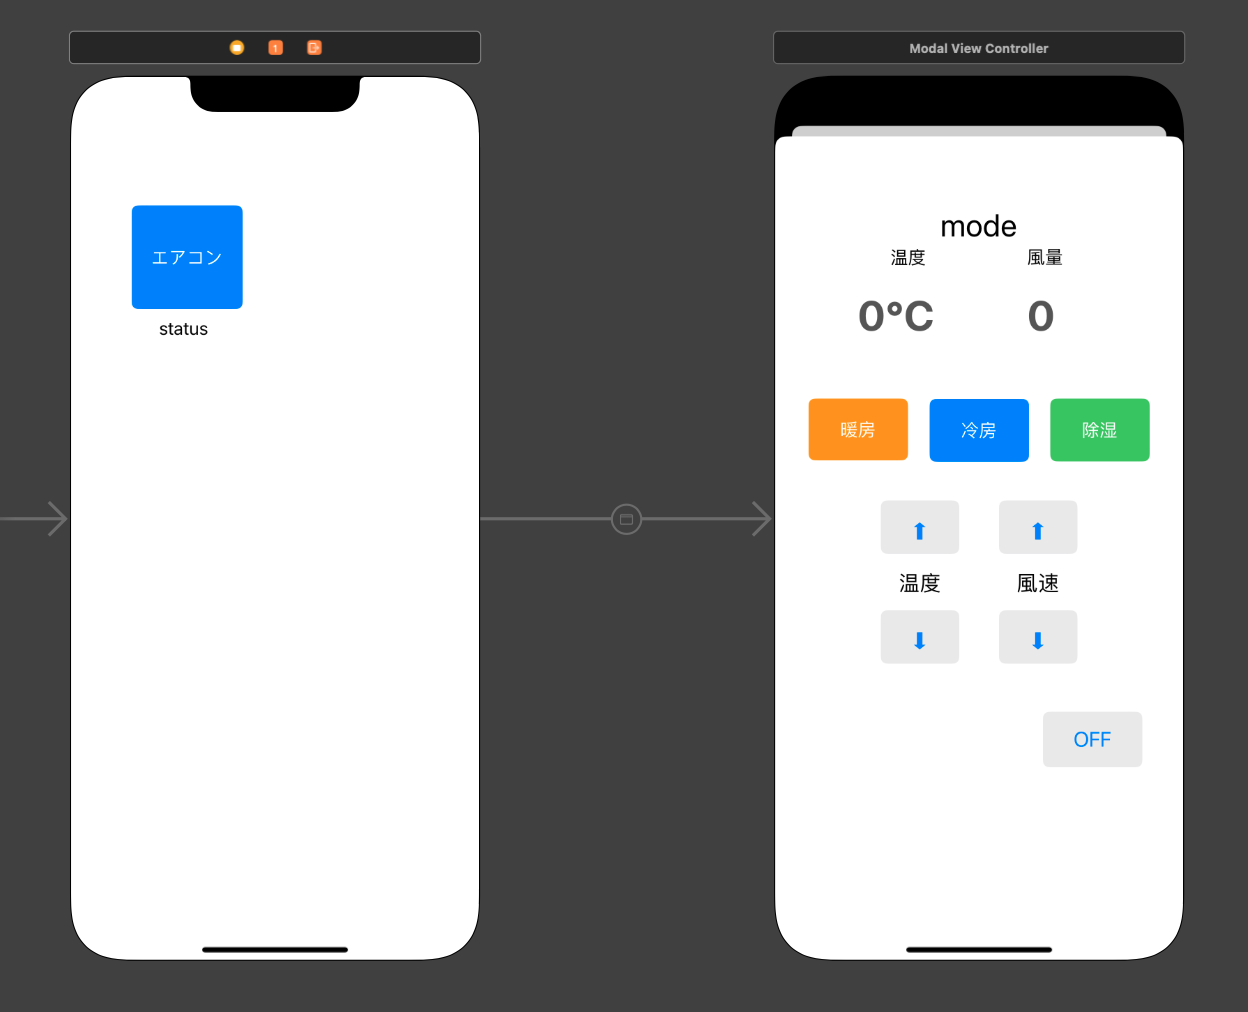 1
Modal View Controller
エアコン
status
mode
温度
風量
0°C
0
暖房
冷房
除湿
⬆
⬆
温度
風速
⬇
⬇
OFF